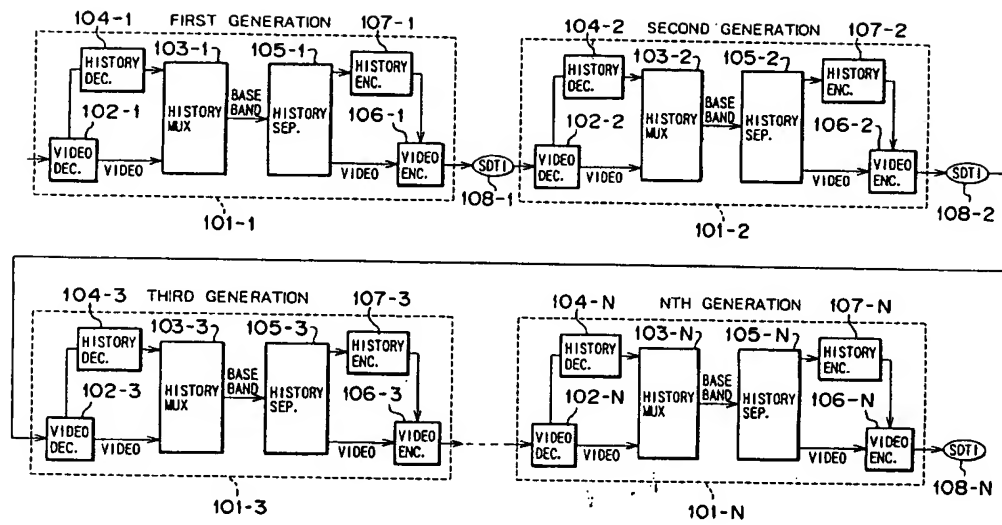 104-1
FIRST GENERATION
107-1
103-1
105-1
HISTORY
DEC.
HISTORY
ENC.
102-1
BASE
BAND
106-1
HISTORY
MUX
HISTORY
SEP.
VIDEO
DEC.
VIDEO
VIDEO
VIDEO
ENC.
SDTI
108-1
101-1
104-2
SECOND GENERATION
107-2
103-2
105-2
HISTORY
DEC.
HISTORY
ENC.
102-2
BASE
BAND
106-2
HISTORY
MUX
HISTORY
SEP.
VIDEO
DEC.
VIDEO
VIDEO
VIDEO
ENC.
SDTI
108-2
101-2
104-3
THIRD GENERATION
107-3
103-3
105-3
HISTORY
DEC.
HISTORY
ENC.
102-3
BASE
BAND
106-3
HISTORY
MUX
HISTORY
SEP.
VIDEO
DEC.
VIDEO
VIDEO
VIDEO
ENC.
101-3
104-N
NTH GENERATION
107-N
103-N
105-N
HISTORY
DEC.
HISTORY
ENC.
102-N
BASE
BAND
106-N
HISTORY
MUX
HISTORY
SEP.
VIDEO
DEC.
VIDEO
VIDEO
VIDEO
ENC.
SDTI
108-N
101-N